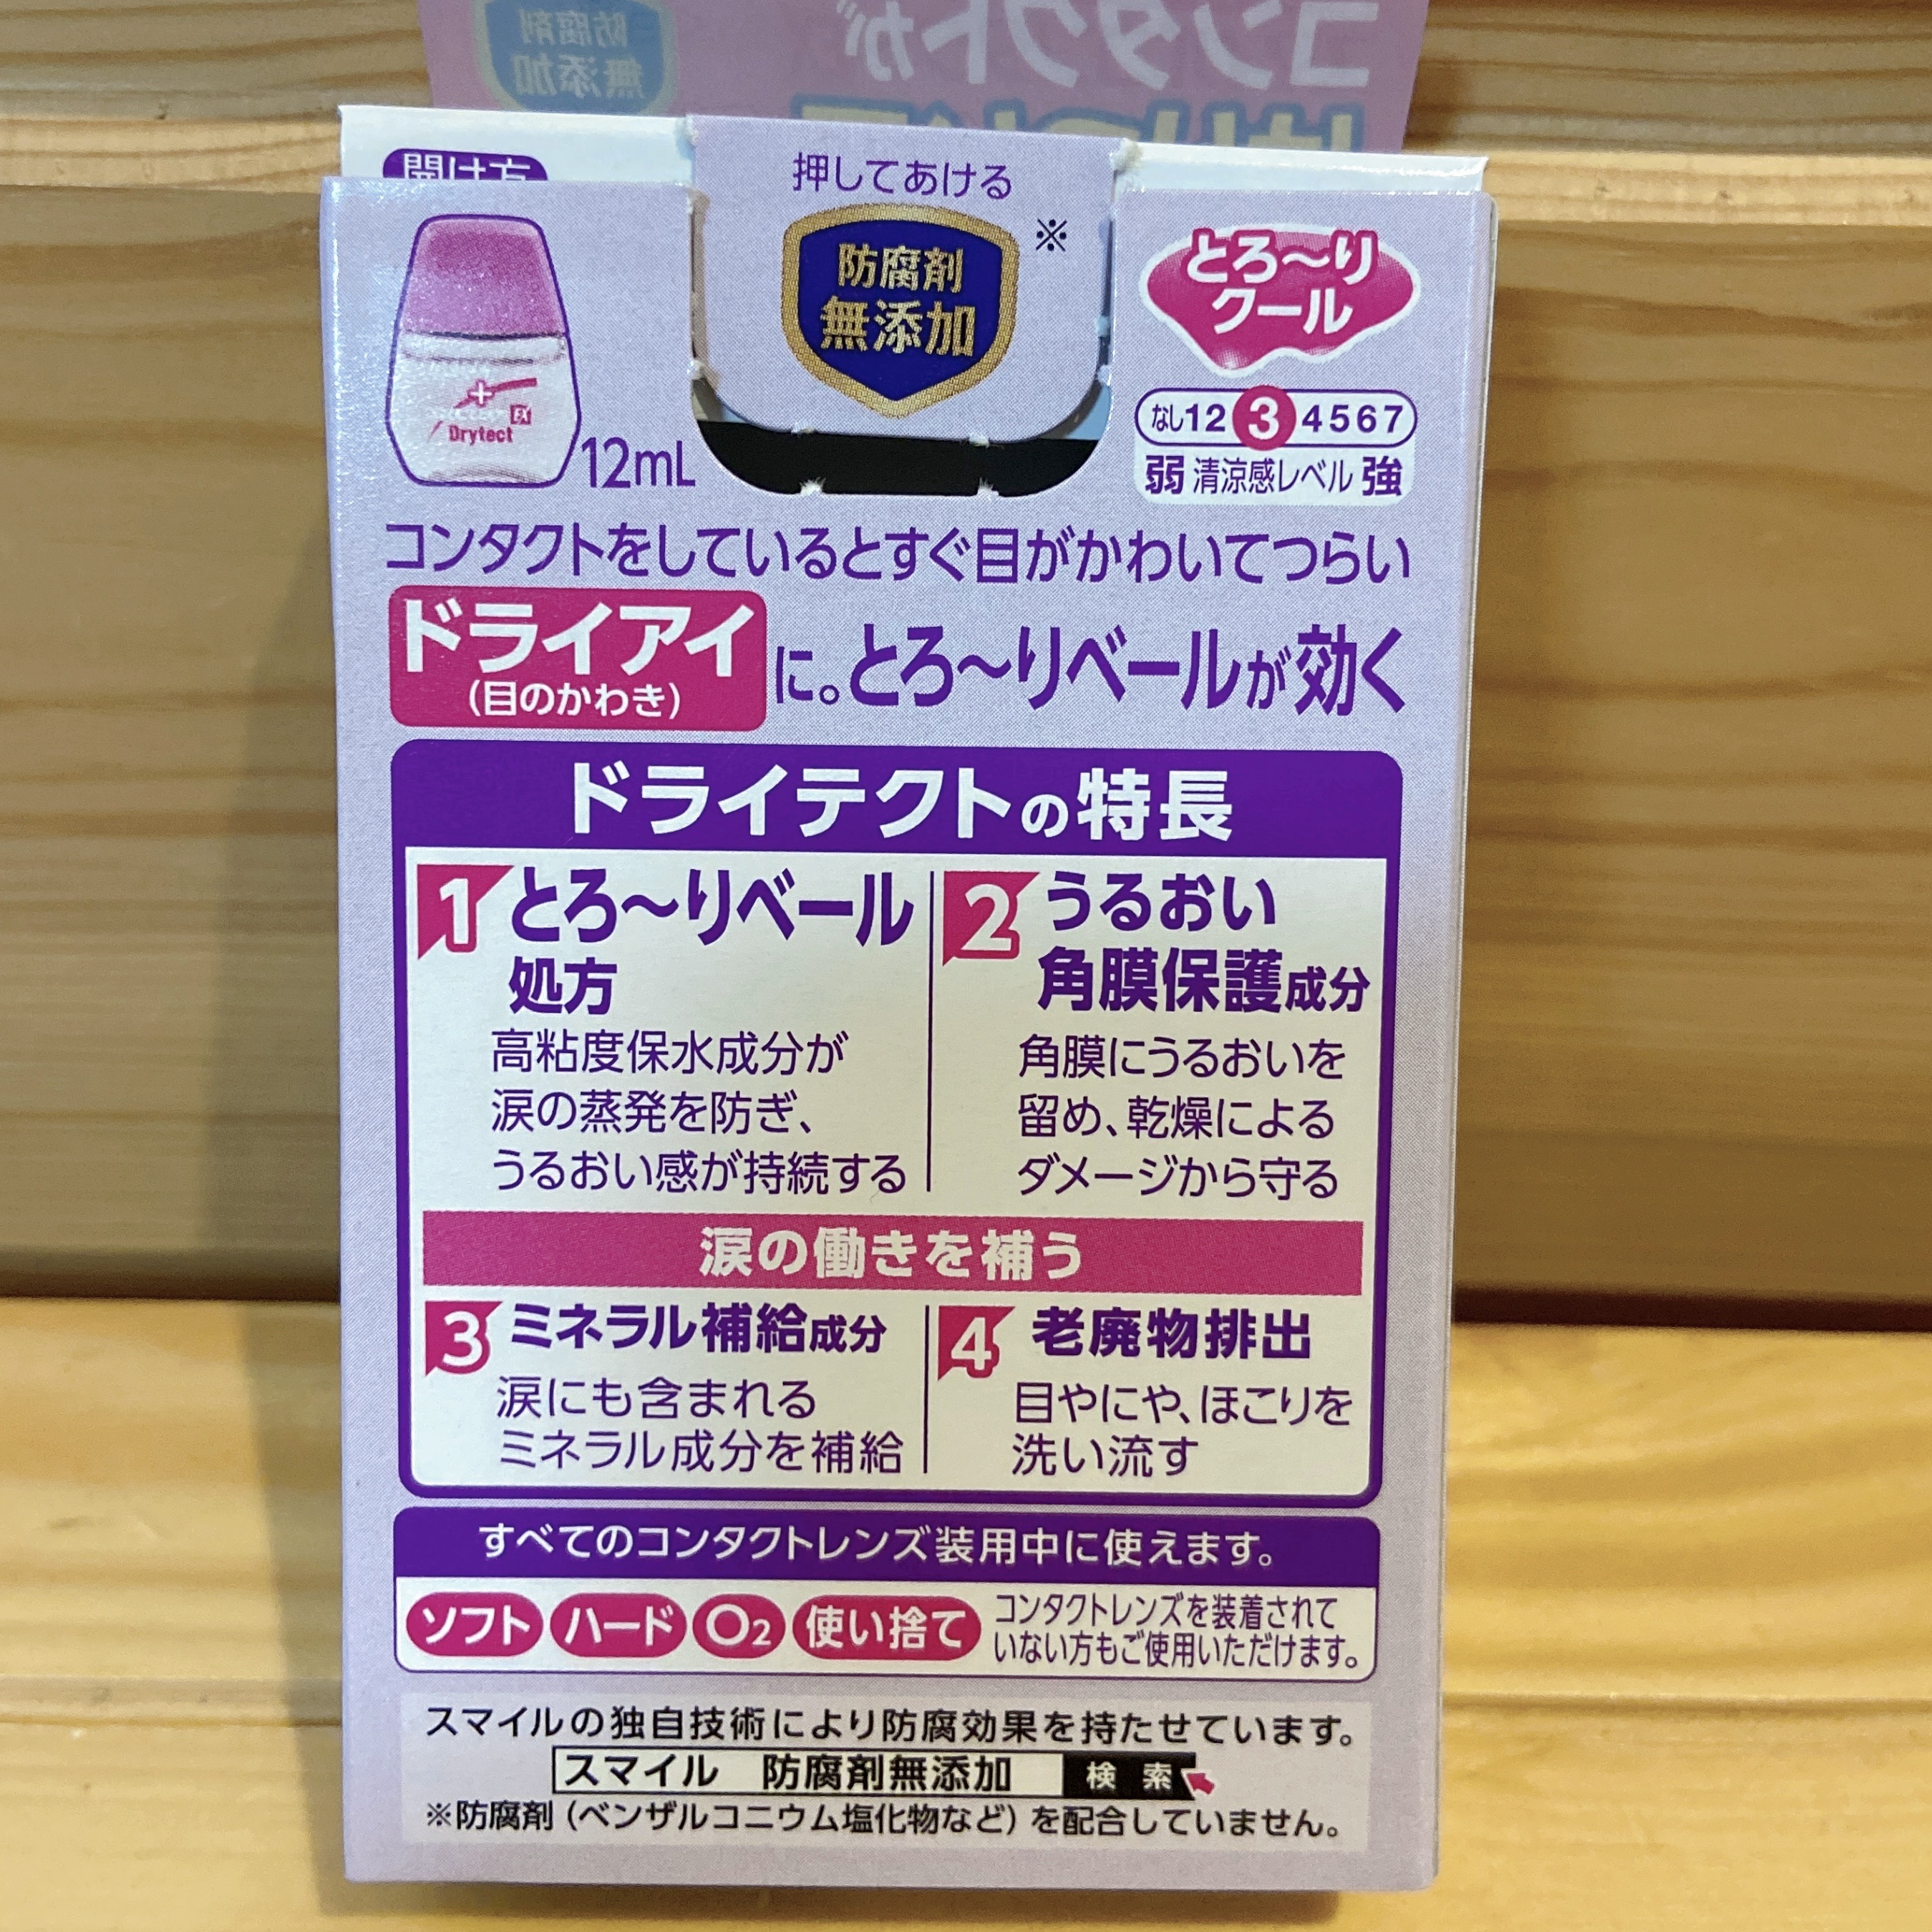 コンタクトが
防腐剤
無添加
開け方
押してあける
防腐剤
無添加
※
とろ〜り
クール
なし 1 2 3 4 5 6 7
弱 清涼感レベル 強
EX
Drytect
12mL
コンタクトをしているとすぐ目がかわいてつらい
ドライアイ
(目のかわき)
に。とろ〜りベールが効く
ドライテクトの特長
1 とろ〜りベール
処方
高粘度保水成分が
涙の蒸発を防ぎ、
うるおい感が持続する
2 うるおい
角膜保護成分
角膜にうるおいを
留め、乾燥による
ダメージから守る
涙の働きを補う
3 ミネラル補給成分
涙にも含まれる
ミネラル成分を補給
4 老廃物排出
目やにや、ほこりを
洗い流す
すべてのコンタクトレンズ装用中に使えます。
ソフト ハード O2 使い捨て
コンタクトレンズを装着されて
いない方もご使用いただけます。
スマイルの独自技術により防腐効果を持たせています。
スマイル 防腐剤無添加 検索
※防腐剤(ベンザルコニウム塩化物など)を配合していません。